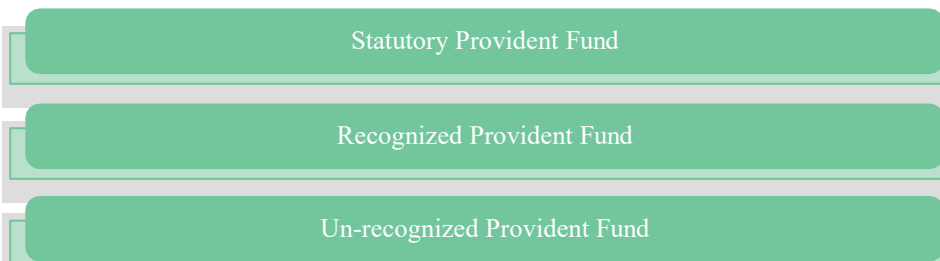 Statutory Provident Fund
Recognized Provident Fund
Un-recognized Provident Fund